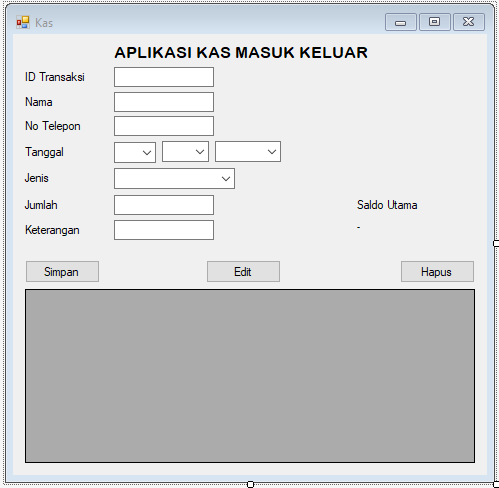 Kas
APLIKASI KAS MASUK KELUAR
ID Transaksi
Nama
No Telepon
Tanggal
Jenis
Jumlah
Saldo Utama
Keterangan
-
Simpan
Edit
Hapus